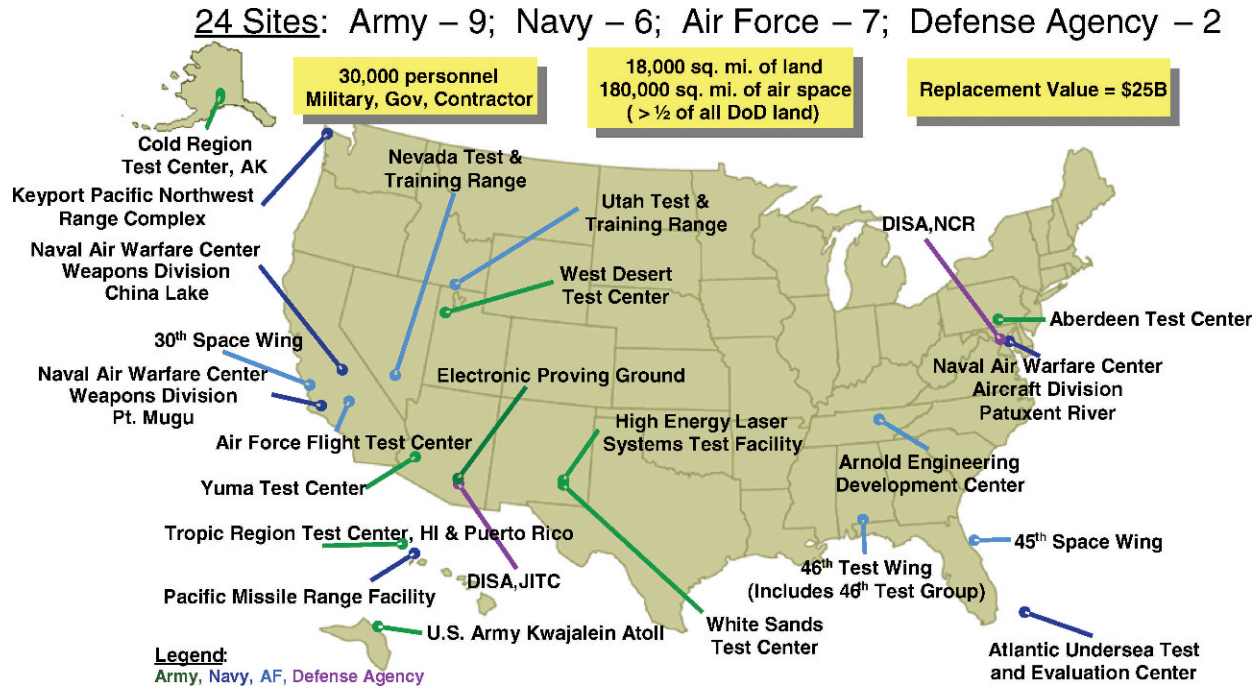 24 Sites: Army – 9; Navy – 6; Air Force – 7; Defense Agency – 2
30,000 personnel
Military, Gov, Contractor
18,000 sq. mi. of land
180,000 sq. mi. of air space
( > ½ of all DoD land)
Replacement Value = $25B
Cold Region
Test Center, AK
Keyport Pacific Northwest
Range Complex
Naval Air Warfare Center
Weapons Division
China Lake
30th Space Wing
Naval Air Warfare Center
Weapons Division
Pt. Mugu
Air Force Flight Test Center
Yuma Test Center
Nevada Test &
Training Range
Utah Test &
Training Range
West Desert
Test Center
Electronic Proving Ground
High Energy Laser
Systems Test Facility
DISA,NCR
Aberdeen Test Center
Naval Air Warfare Center
Aircraft Division
Patuxent River
Arnold Engineering
Development Center
45th Space Wing
46th Test Wing
(Includes 46th Test Group)
Tropic Region Test Center, HI & Puerto Rico
DISA,JITC
Pacific Missile Range Facility
U.S. Army Kwajalein Atoll
White Sands
Test Center
Atlantic Undersea Test
and Evaluation Center
Legend:
Army, Navy, AF, Defense Agency